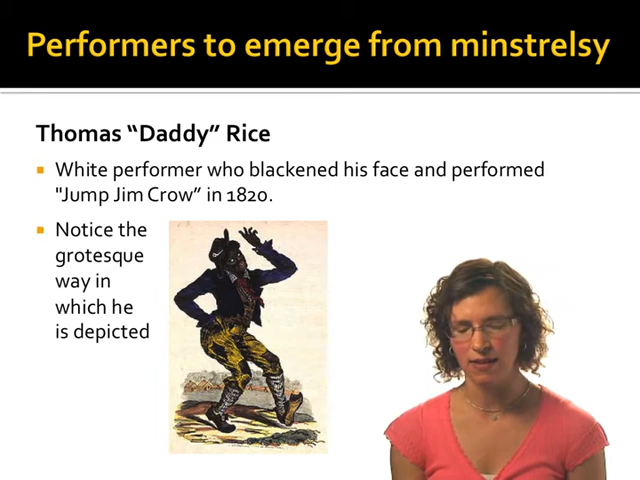 Performers to emerge from minstrelsy
Thomas “Daddy” Rice
White performer who blackened his face and performed
"Jump Jim Crow” in 1820.
Notice the
grotesque
way in
which he
is depicted